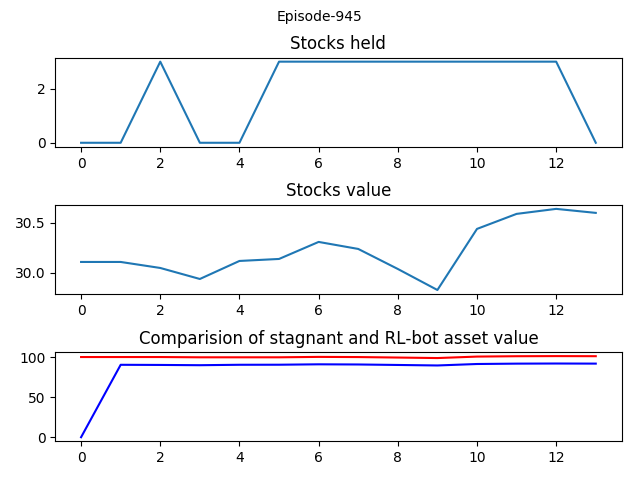 Episode-945
Stocks held
2
0
0 2 4 6 8 10 12
Stocks value
30.5
30.0
0 2 4 6 8 10 12
Comparision of stagnant and RL-bot asset value
100
50
0
0 2 4 6 8 10 12